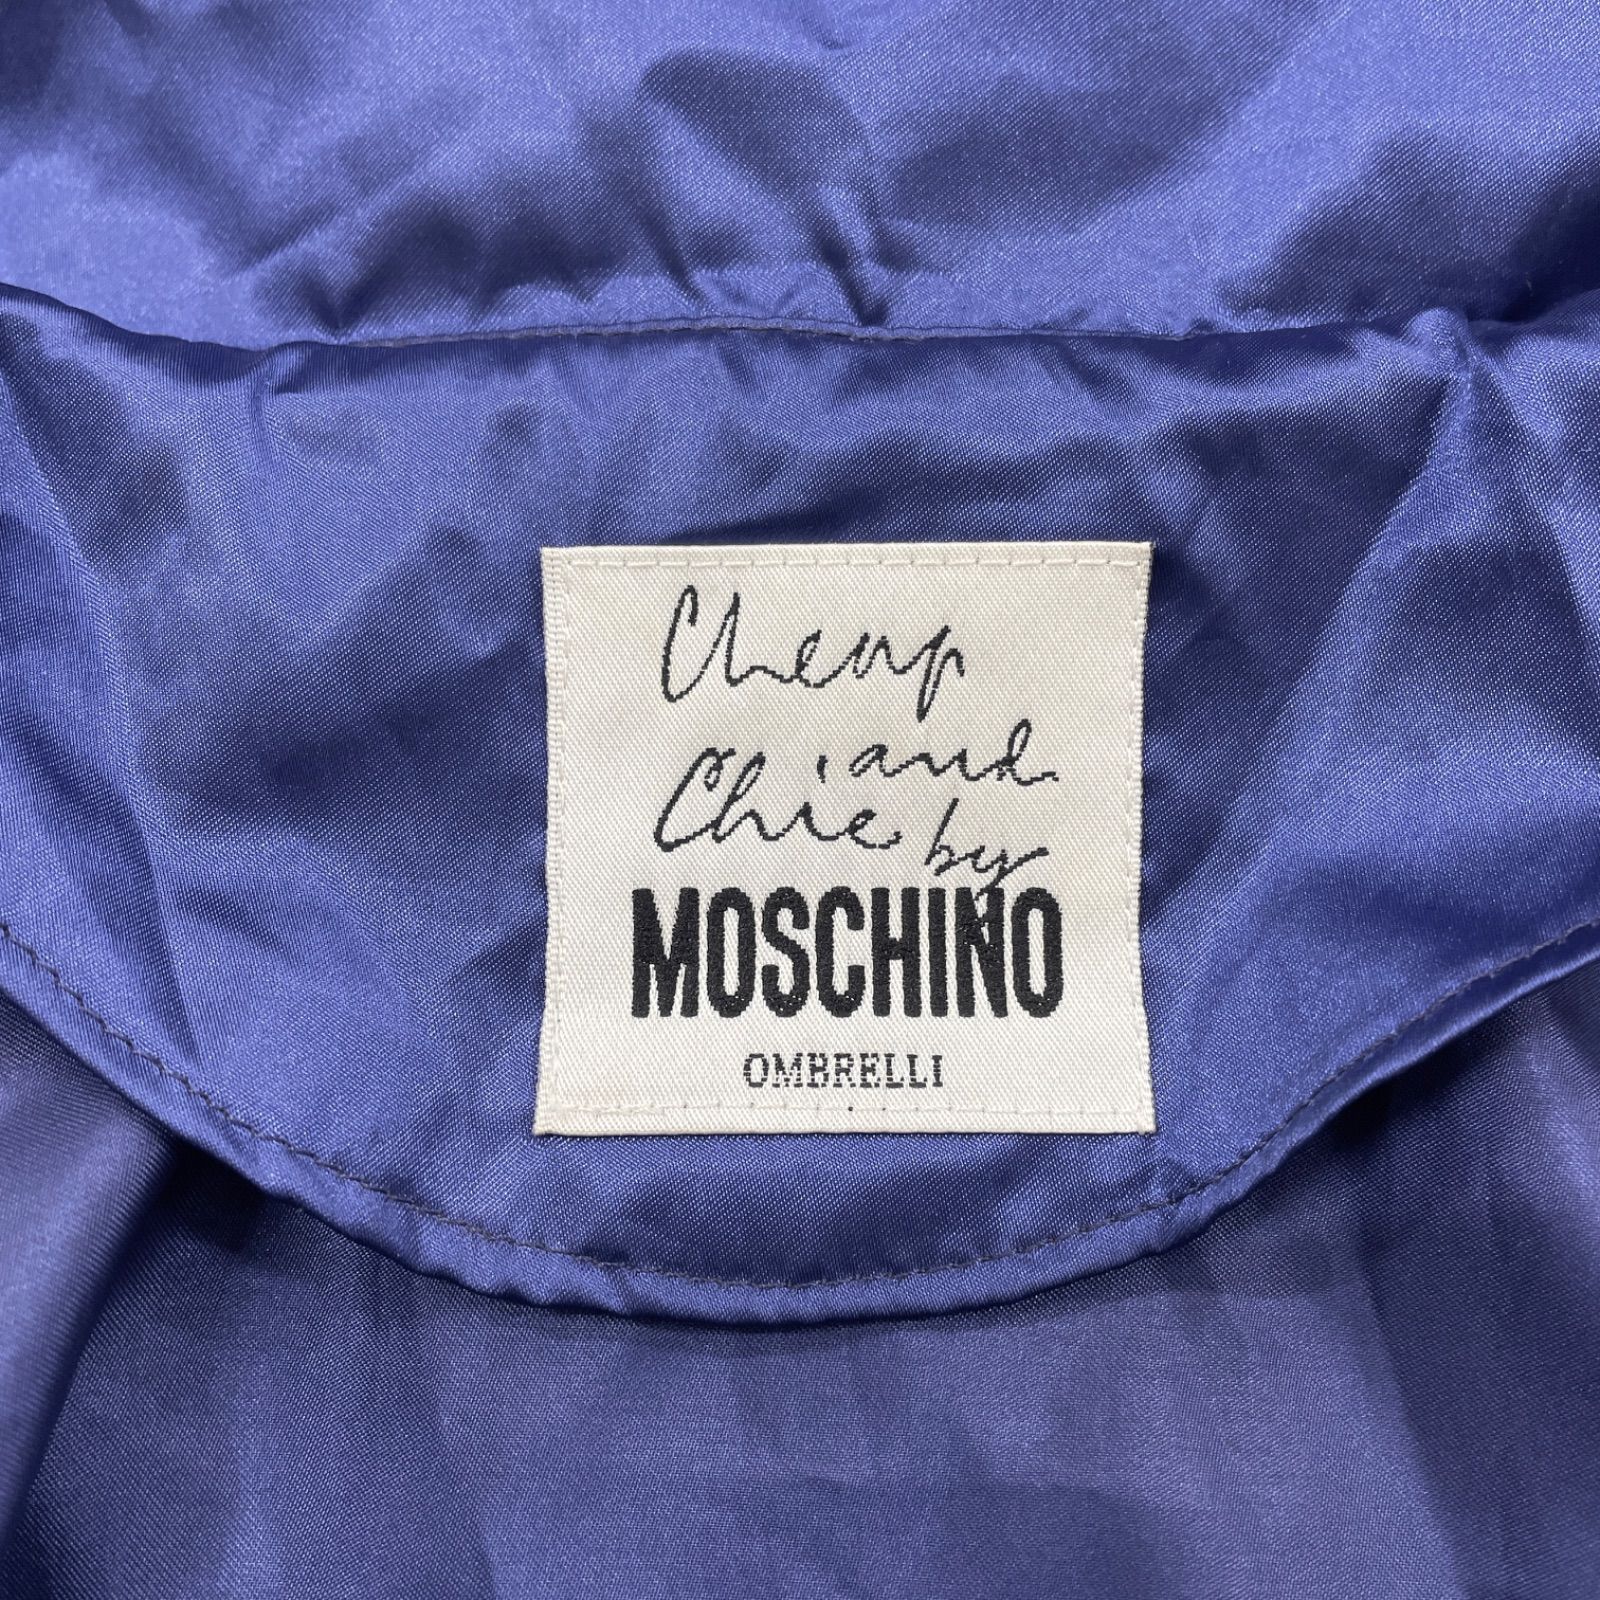 Cheap
and
Chic by
MOSCHINO
OMBRELLI